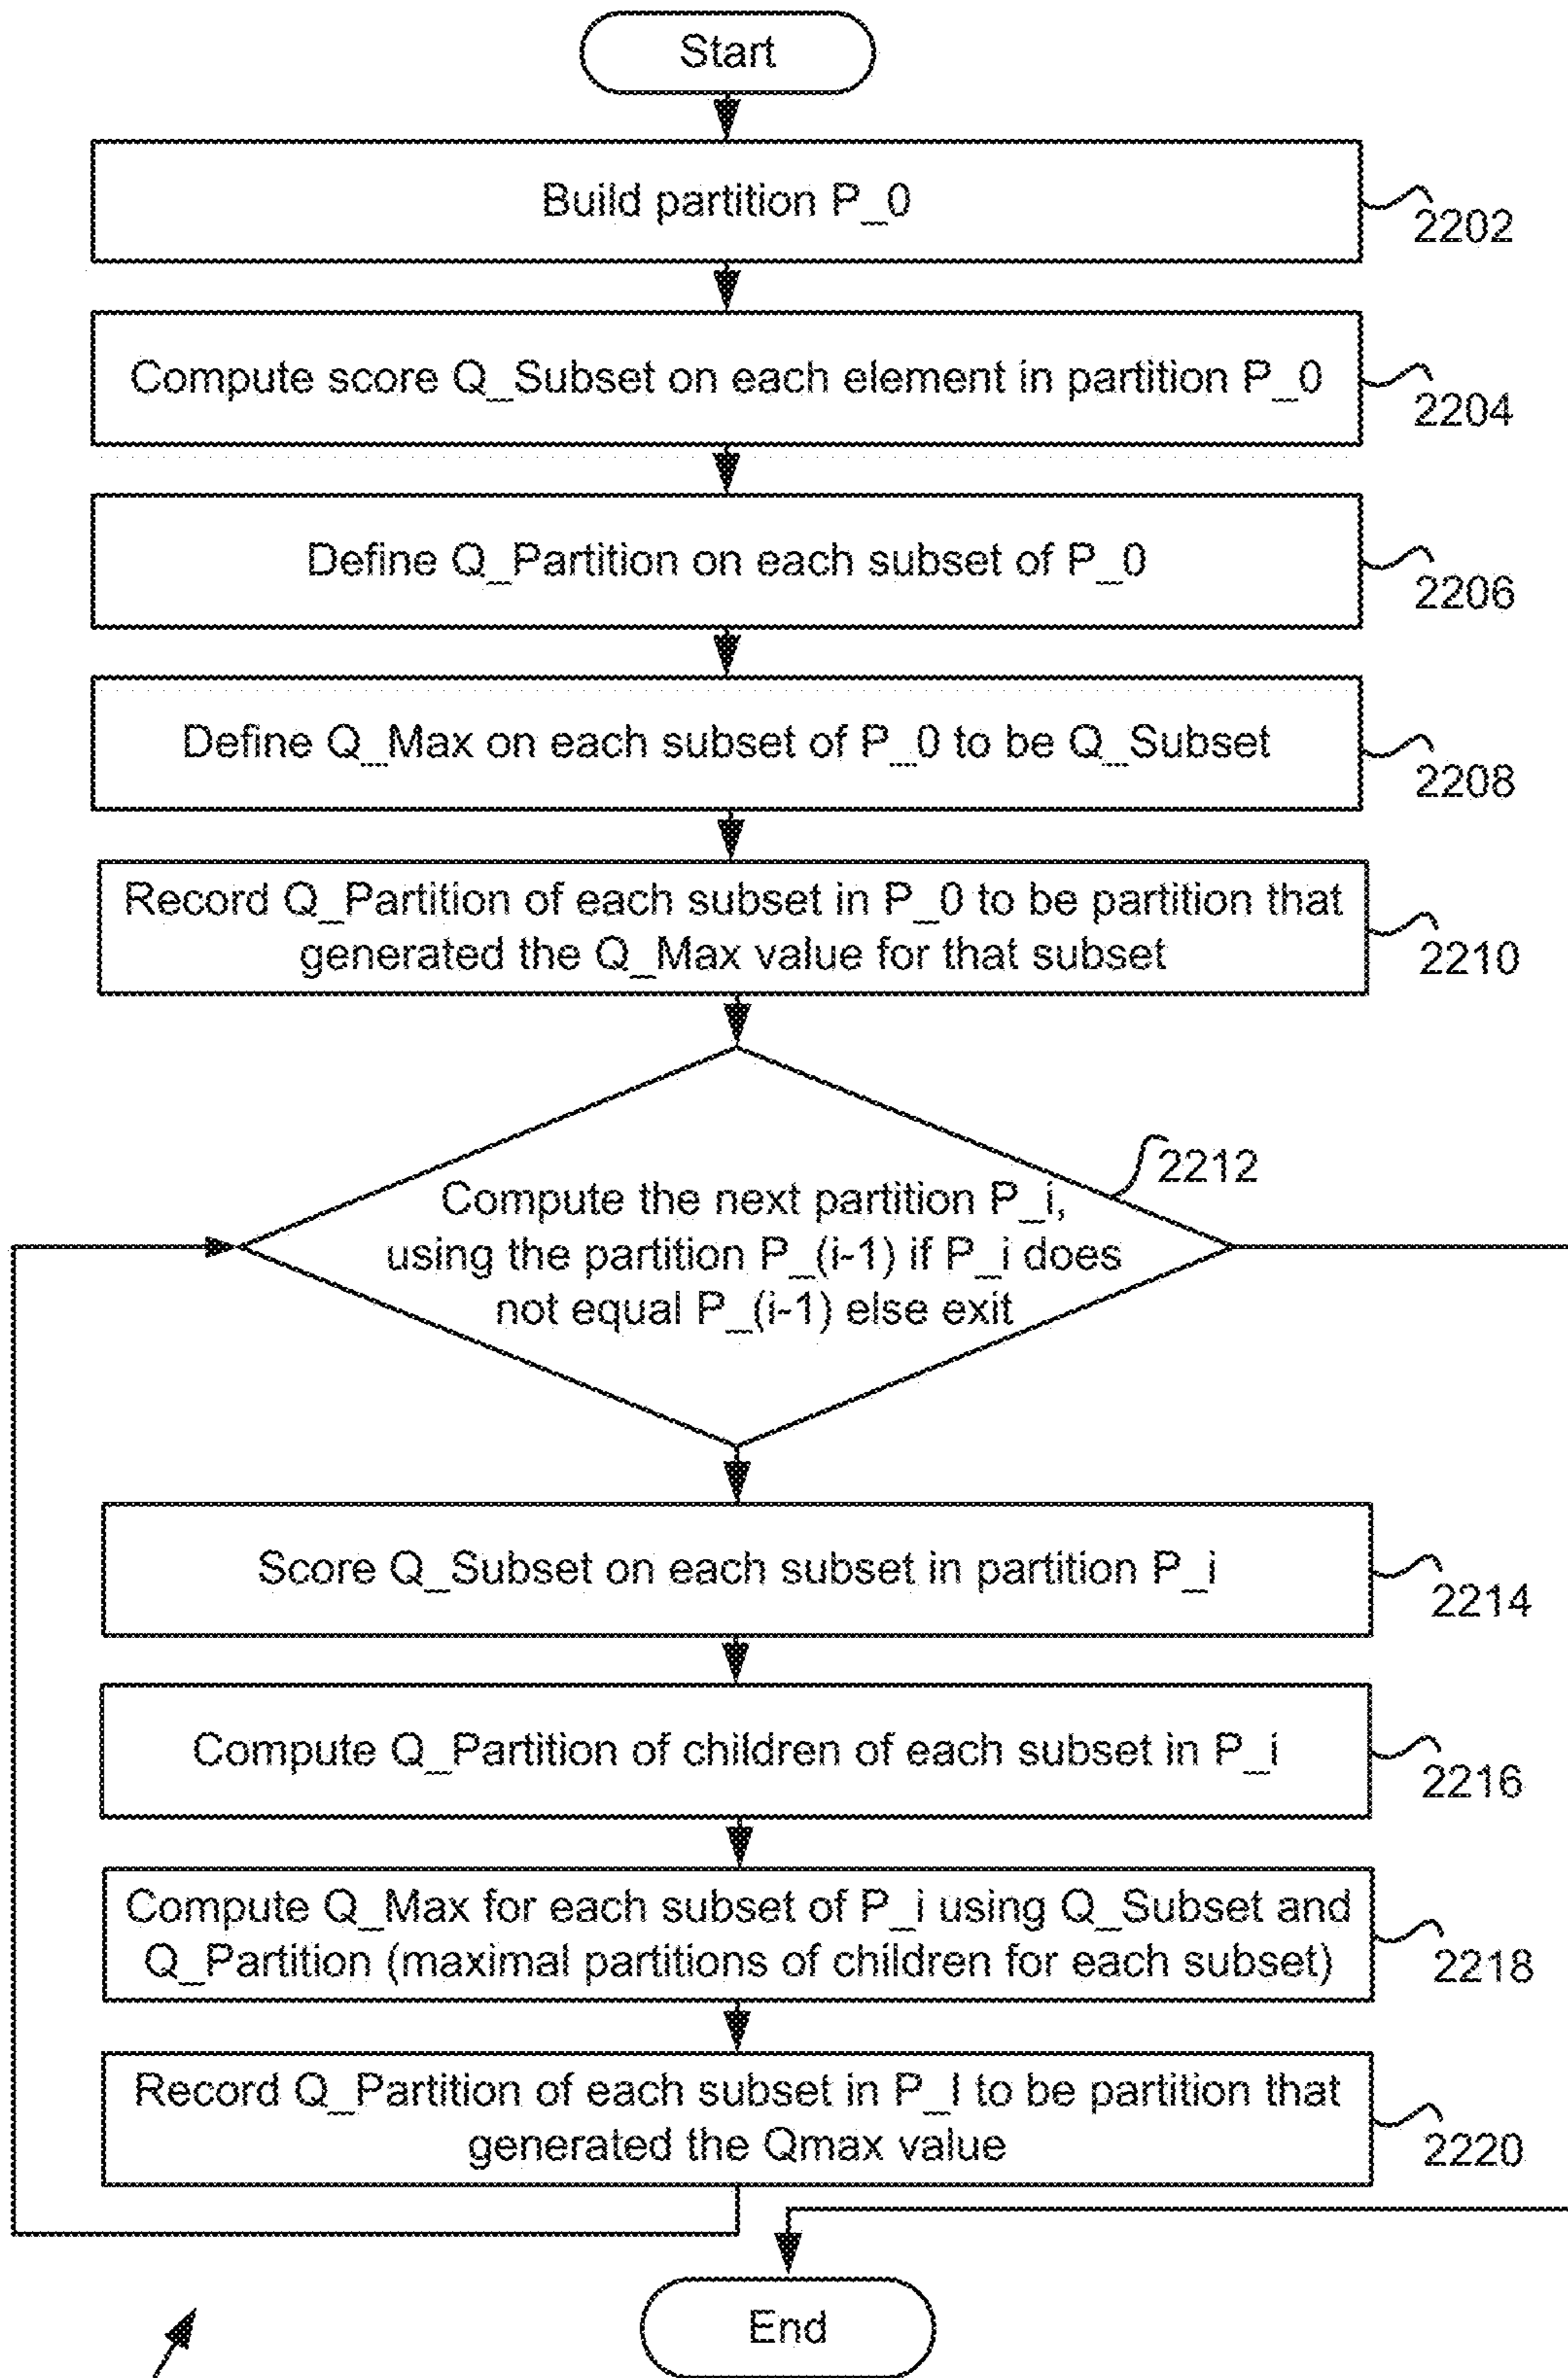 Start
Build partition P_0
2202
Compute score Q_Subset on each element in partition P_0
2204
Define Q_Partition on each subset of P_0
2206
Define Q_Max on each subset of P_0 to be Q_Subset
2208
Record Q_Partition of each subset in P_0 to be partition that
generated the Q_Max value for that subset
2210
2212
Compute the next partition P_i,
using the partition P_(i-1) if P_i does
not equal P_(i-1) else exit
Score Q_Subset on each subset in partition P_i
2214
Compute Q_Partition of children of each subset in P_i
2216
Compute Q_Max for each subset of P_i using Q_Subset and
Q_Partition (maximal partitions of children for each subset)
2218
Record Q_Partition of each subset in P_I to be partition that
generated the Qmax value
2220
End